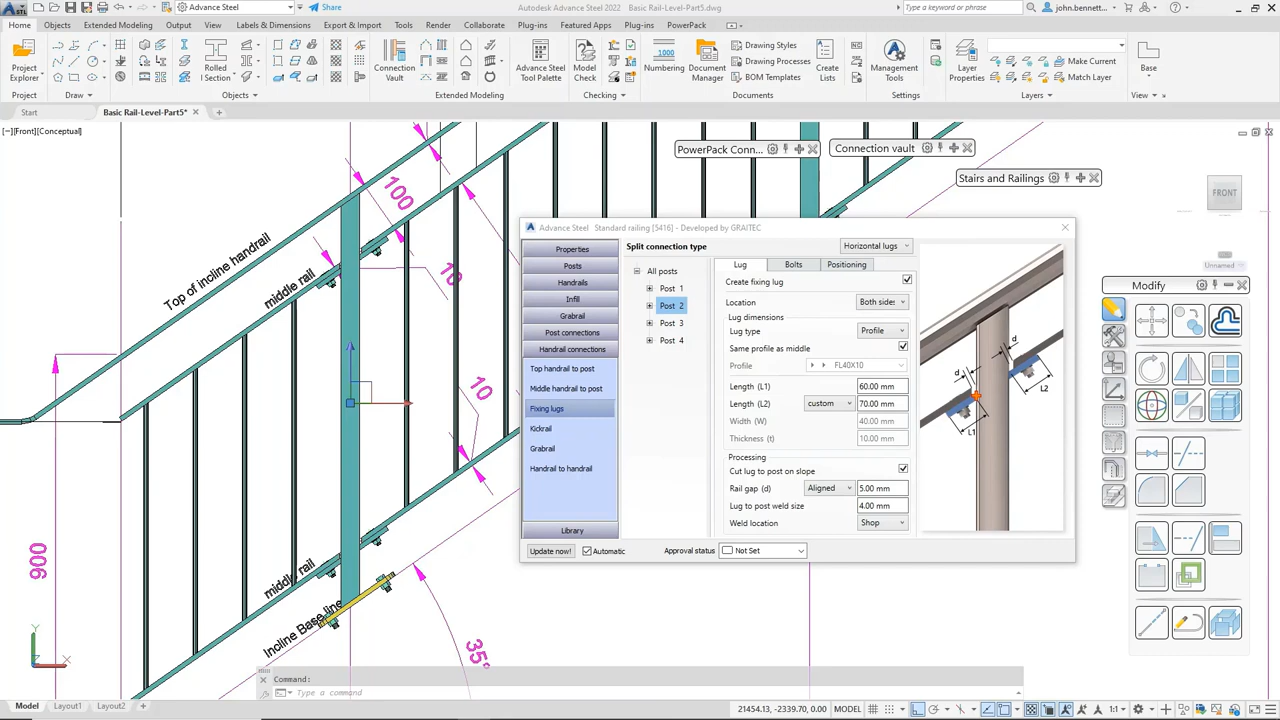 STL
Advance Steel
Share
Autodesk Advance Steel 2022 Basic Rail-Level-Part5.dwg
Type a keyword or phrase
john.bennett...
Home Objects Extended Modeling Output View Labels & Dimensions Export & Import Tools Render Collaborate Plug-ins Featured Apps Plug-ins PowerPack
Project Explorer
Rolled I Section
Connection Vault
Advance Steel Tool Palette
Model Check
1000
Numbering
Document Manager
Drawing Styles
Drawing Processes
BOM Templates
Create Lists
Management Tools
Layer Properties
Make Current
Match Layer
Base
Project Draw Objects Extended Modeling Checking Documents Settings Layers View
Start Basic Rail-Level-Part5*
[−][Front][Conceptual]
PowerPack Conn...
Connection vault
Stairs and Railings
FRONT
Unnamed
Modify
100
10
10
900
35°
Top of incline handrail
middle rail
middle rail
Incline Base line
Advance Steel Standard railing [5416] - Developed by GRAITEC
Properties
Posts
Handrails
Infill
Grabrail
Post connections
Handrail connections
Top handrail to post
Middle handrail to post
Fixing lugs
Kickrail
Grabrail
Handrail to handrail
Library
Split connection type Horizontal lugs
All posts
Post 1
Post 2
Post 3
Post 4
Lug Bolts Positioning
Create fixing lug
Location Both sides
Lug dimensions
Lug type Profile
Same profile as middle
Profile FL40X10
Length (L1) 60.00 mm
Length (L2) custom 70.00 mm
Width (W) 40.00 mm
Thickness (t) 10.00 mm
Processing
Cut lug to post on slope
Rail gap (d) Aligned 5.00 mm
Lug to post weld size 4.00 mm
Weld location Shop
d
d
L1
L2
Update now! Automatic Approval status Not Set
Y
X
Command:
Type a command
Model Layout1 Layout2
21454.13, -2339.70, 0.00 MODEL
1:1